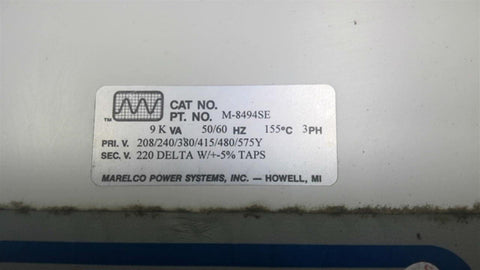 CAT NO.
PT. NO. M-8494SE
9 K VA 50/60 HZ 155°C 3PH
PRI. V. 208/240/380/415/480/575Y
SEC. V. 220 DELTA W/+-5% TAPS
MARELCO POWER SYSTEMS, INC. — HOWELL, MI
TM